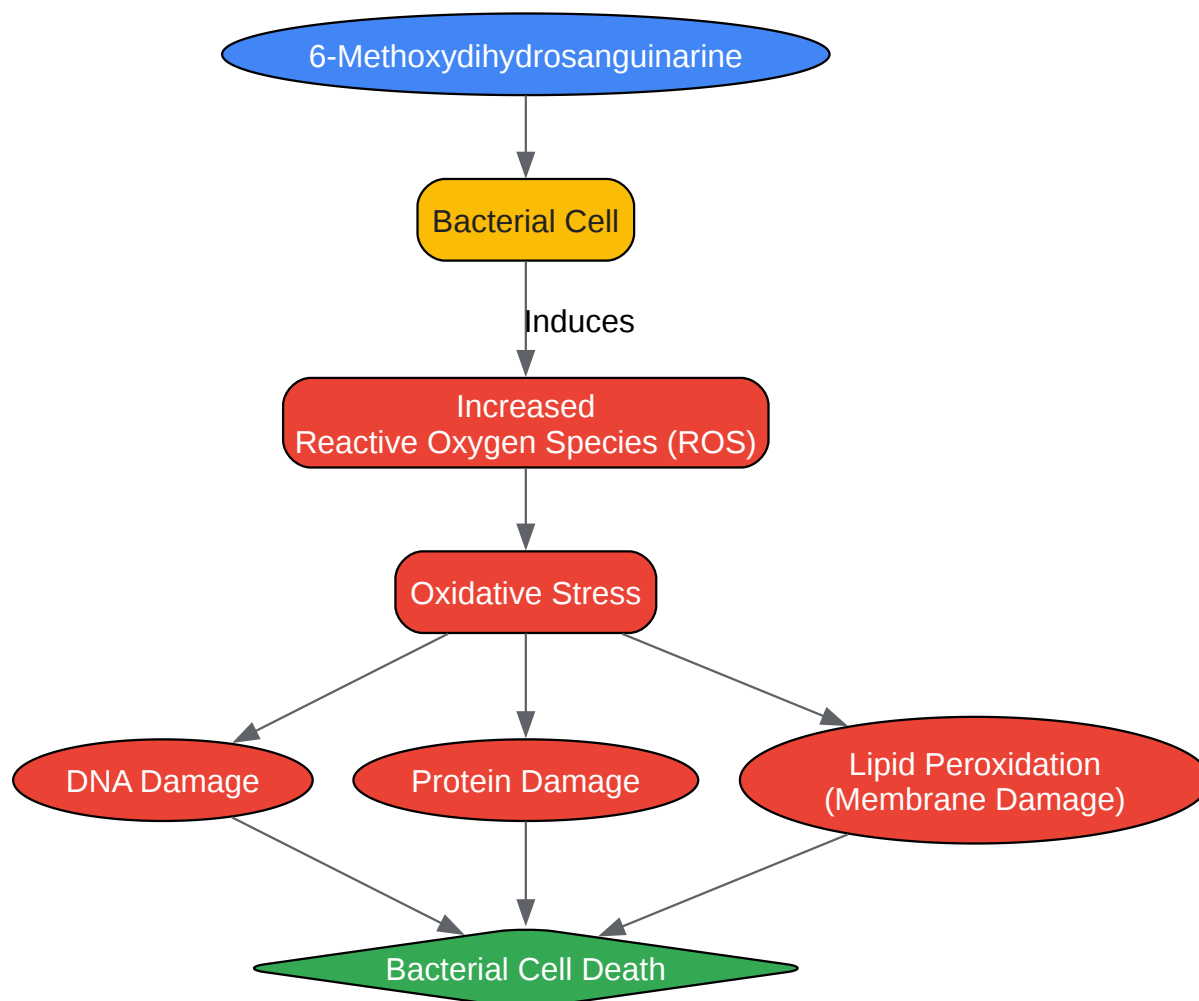 6-Methoxydihydrosanguinarine
Bacterial Cell
Induces
Increased
Reactive Oxygen Species (ROS)
Oxidative Stress
DNA Damage
Protein Damage
Lipid Peroxidation
(Membrane Damage)
Bacterial Cell Death